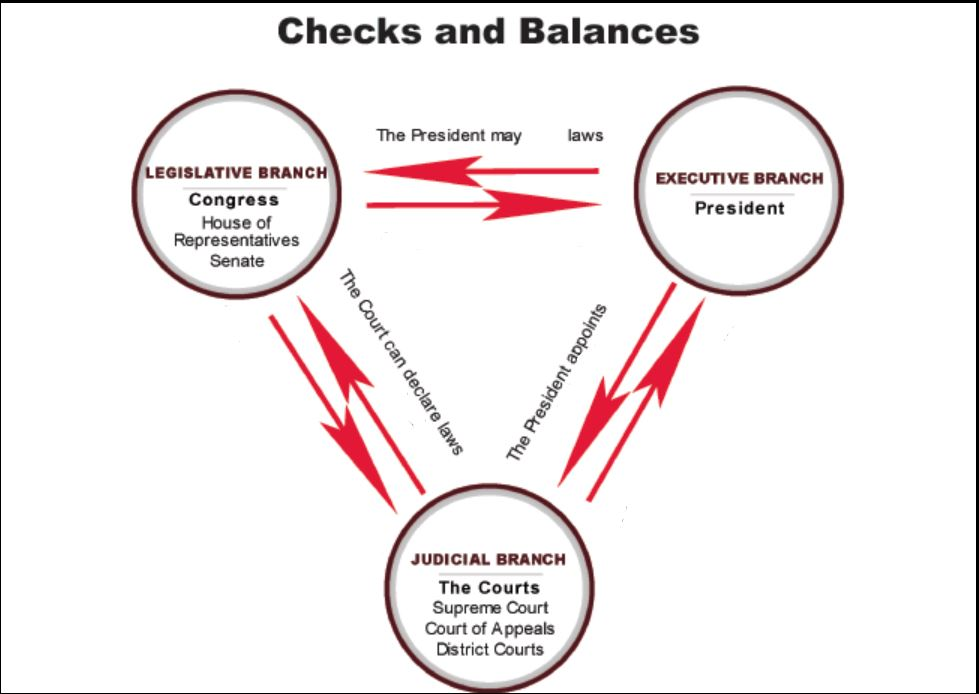 Checks and Balances
The President may laws
LEGISLATIVE BRANCH
Congress
House of
Representatives
Senate
EXECUTIVE BRANCH
President
The Court can declare laws
The President appoints
JUDICIAL BRANCH
The Courts
Supreme Court
Court of Appeals
District Courts